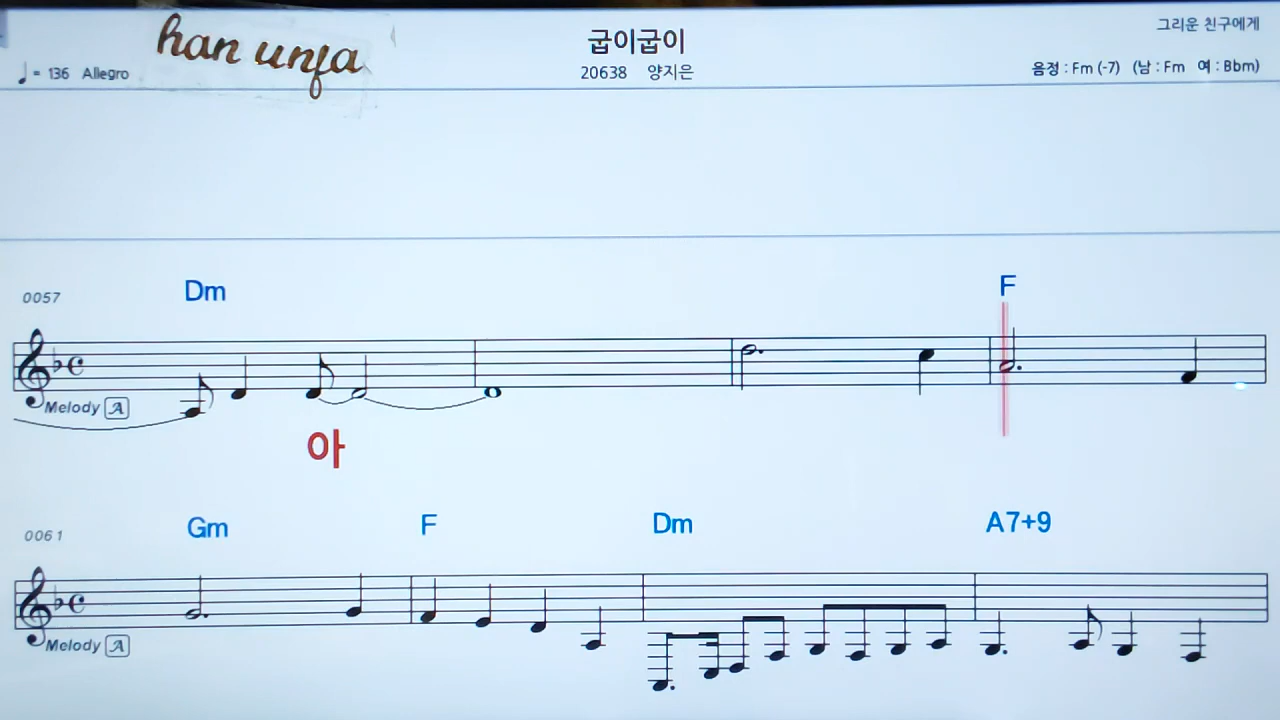 han unfa
굽이굽이
그리운 친구에게
♩= 136 Allegro
20638 양지은
음정 : Fm (-7) (남 : Fm 여 : Bbm)
0057
Dm
F
Melody A
아
0061
Gm F Dm A7+9
Melody A